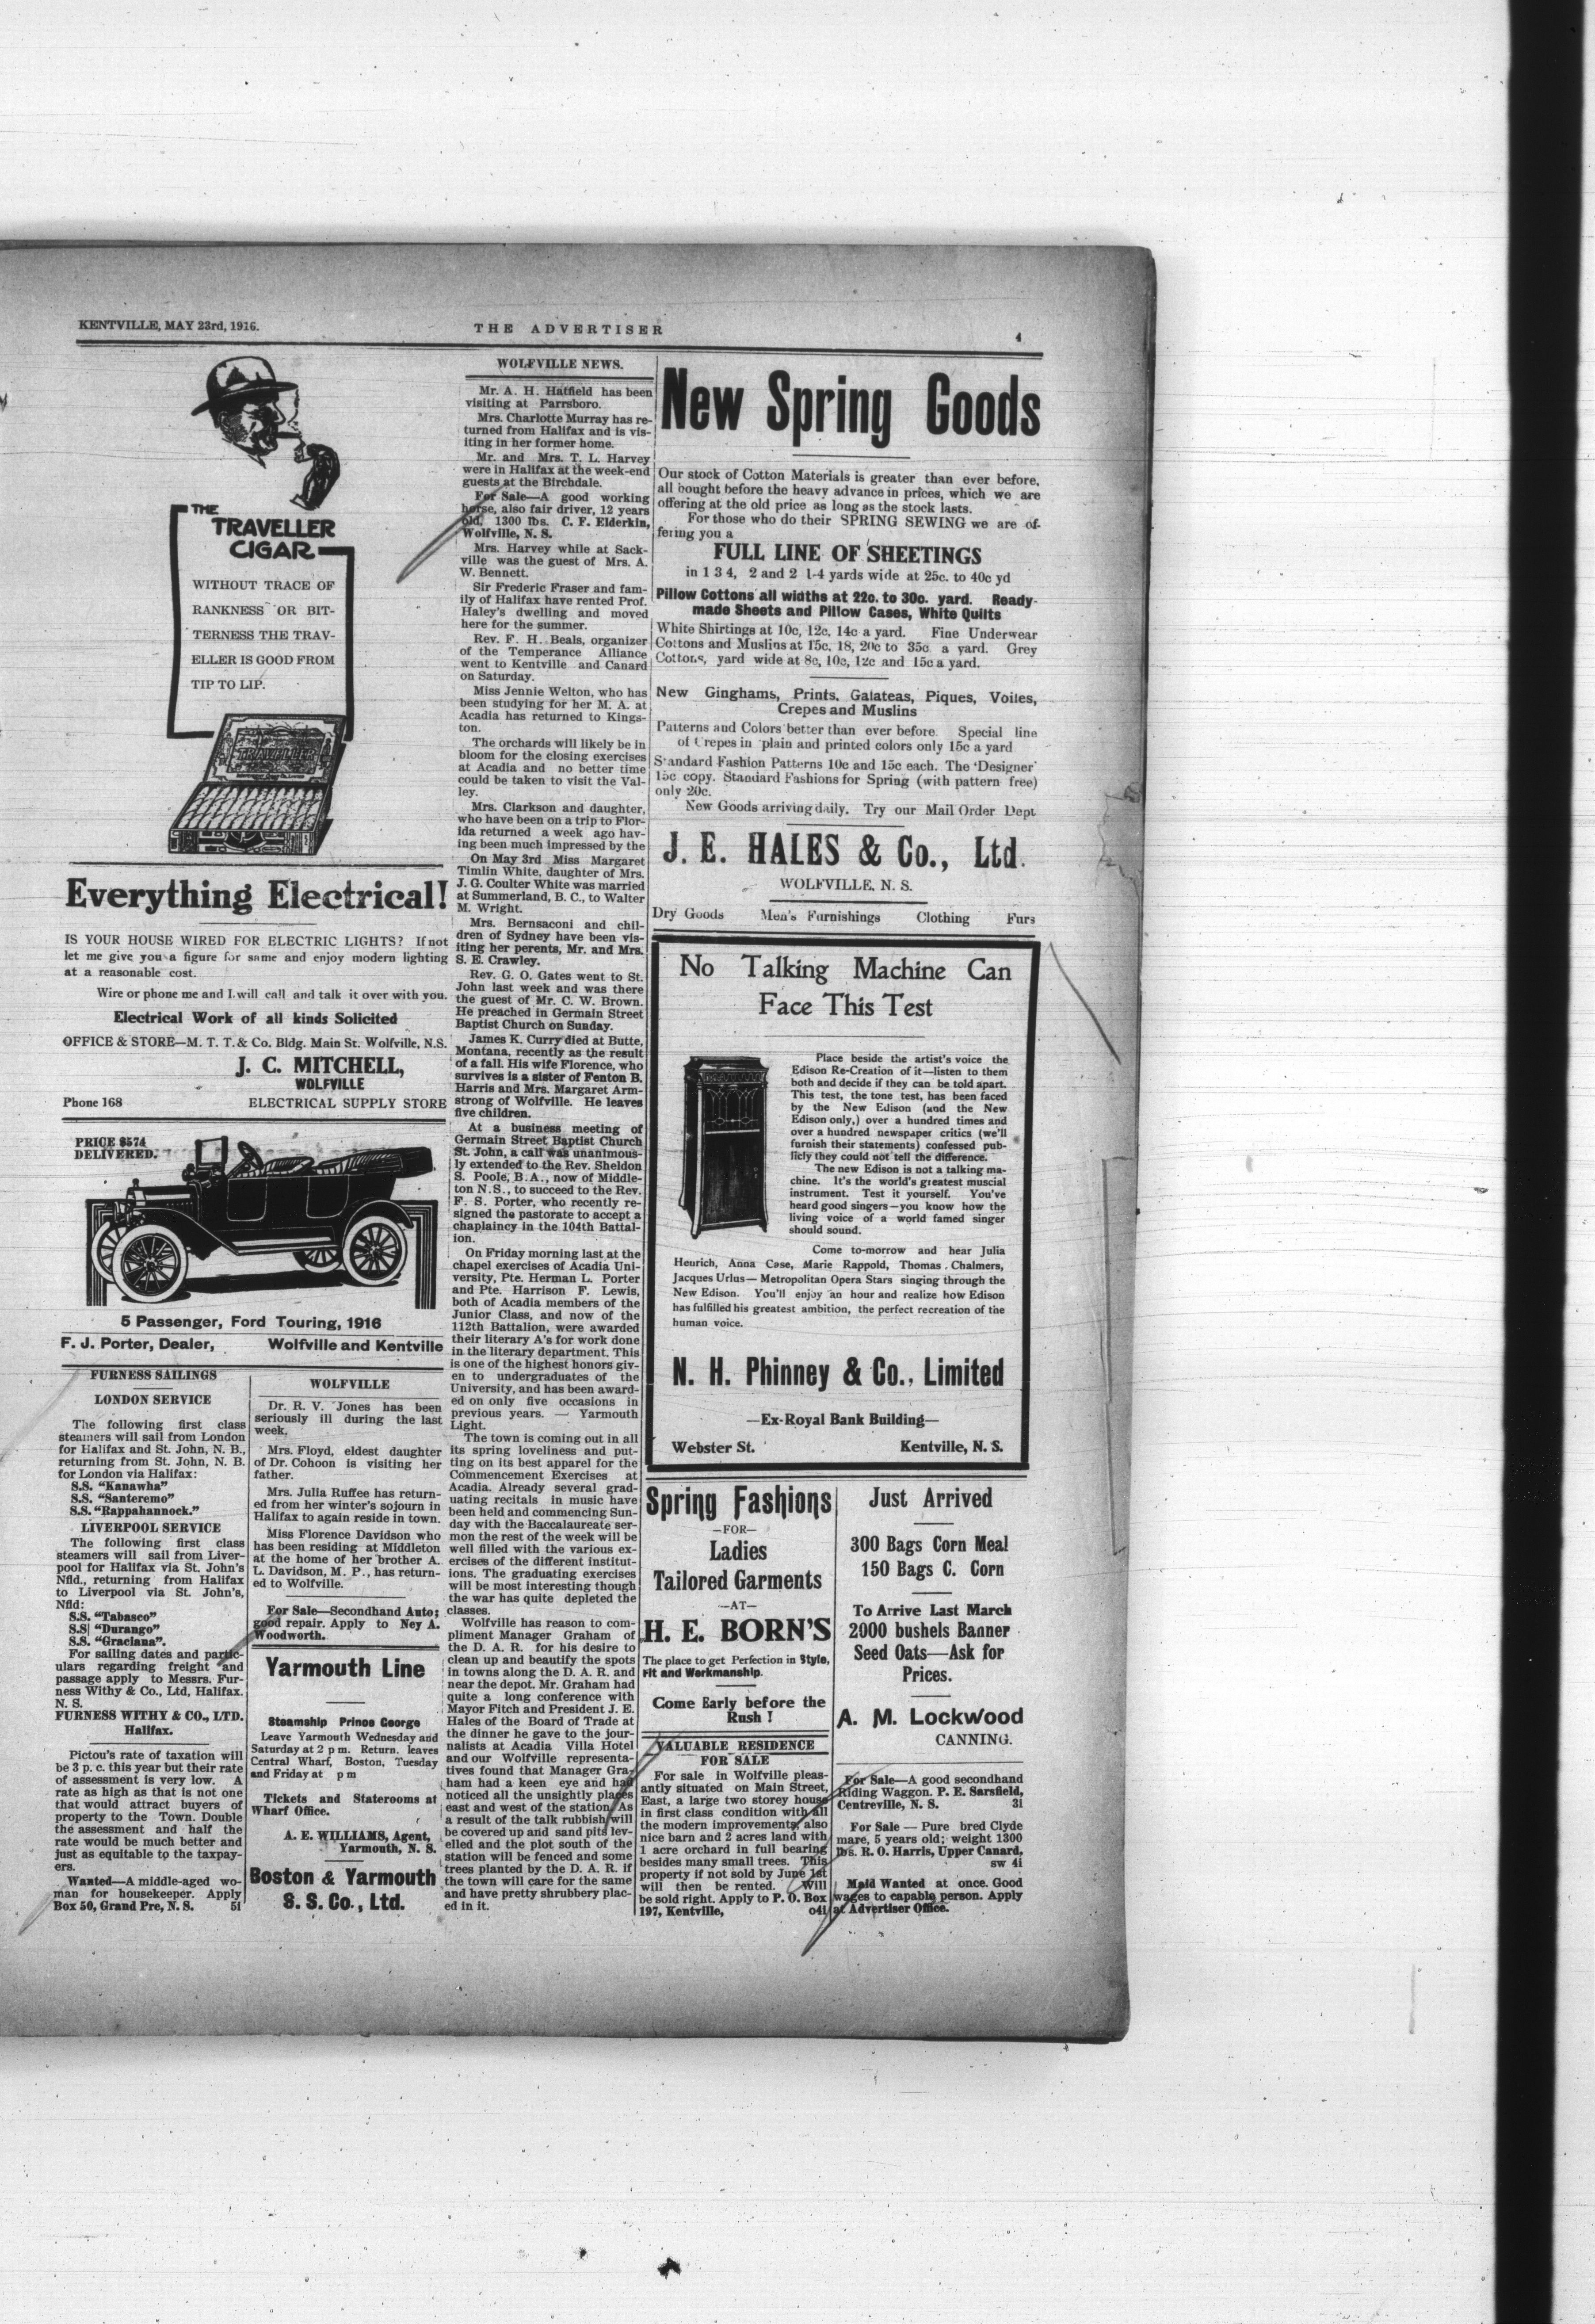 KENTVILLE, MAY 23rd, 1916.
THE ADVERTISER
4
THE
TRAVELLER
CIGAR
WITHOUT TRACE OF
RANKNESS OR BIT-
TERNESS THE TRAV-
ELLER IS GOOD FROM
TIP TO LIP.
TRAVELLER
Everything Electrical!
IS YOUR HOUSE WIRED FOR ELECTRIC LIGHTS? If not
let me give you a figure for same and enjoy modern lighting
at a reasonable cost.
Wire or phone me and I will call and talk it over with you.
Electrical Work of all kinds Solicited
OFFICE & STORE—M. T. T. & Co. Bldg. Main St. Wolfville, N.S.
J. C. MITCHELL,
WOLFVILLE
Phone 168 ELECTRICAL SUPPLY STORE
PRICE $574
DELIVERED.
5 Passenger, Ford Touring, 1916
F. J. Porter, Dealer, Wolfville and Kentville
FURNESS SAILINGS
LONDON SERVICE
The following first class
steamers will sail from London
for Halifax and St. John, N. B.,
returning from St. John, N. B.
for London via Halifax:
S.S. "Kanawha"
S.S. "Santeremo"
S.S. "Rappahannock."
LIVERPOOL SERVICE
The following first class
steamers will sail from Liver-
pool for Halifax via St. John's
Nfld., returning from Halifax
to Liverpool via St. John's,
Nfld:
S.S. "Tabasco"
S.S| "Durango"
S.S. "Graciana".
For sailing dates and partic-
ulars regarding freight and
passage apply to Messrs. Fur-
ness Withy & Co., Ltd, Halifax.
N. S.
FURNESS WITHY & CO., LTD.
Halifax.
Pictou's rate of taxation will
be 3 p. c. this year but their rate
of assessment is very low. A
rate as high as that is not one
that would attract buyers of
property to the Town. Double
the assessment and half the
rate would be much better and
just as equitable to the taxpay-
ers.
Wanted—A middle-aged wo-
man for housekeeper. Apply
Box 50, Grand Pre, N. S. 5i
WOLFVILLE
Dr. R. V. Jones has been
seriously ill during the last
week.
Mrs. Floyd, eldest daughter
of Dr. Cohoon is visiting her
father.
Mrs. Julia Ruffee has return-
ed from her winter's sojourn in
Halifax to again reside in town.
Miss Florence Davidson who
has been residing at Middleton
at the home of her brother A.
L. Davidson, M. P., has return-
ed to Wolfville.
For Sale—Secondhand Auto;
good repair. Apply to Ney A.
Woodworth.
Yarmouth Line
Steamship Prince George
Leave Yarmouth Wednesday and
Saturday at 2 p m. Return, leaves
Central Wharf, Boston, Tuesday
and Friday at p m
Tickets and Staterooms at
Wharf Office.
A. E. WILLIAMS, Agent,
Yarmouth, N. S.
Boston & Yarmouth
S. S. Co., Ltd.
WOLFVILLE NEWS.
Mr. A. H. Hatfield has been
visiting at Parrsboro.
Mrs. Charlotte Murray has re-
turned from Halifax and is vis-
iting in her former home.
Mr. and Mrs. T. L. Harvey
were in Halifax at the week-end
guests at the Birchdale.
For Sale—A good working
horse, also fair driver, 12 years
old, 1300 lbs. C. F. Elderkin,
Wolfville, N. S.
Mrs. Harvey while at Sack-
ville was the guest of Mrs. A.
W. Bennett.
Sir Frederic Fraser and fam-
ily of Halifax have rented Prof.
Haley's dwelling and moved
here for the summer.
Rev. F. H. Beals, organizer
of the Temperance Alliance
went to Kentville and Canard
on Saturday.
Miss Jennie Welton, who has
been studying for her M. A. at
Acadia has returned to Kings-
ton.
The orchards will likely be in
bloom for the closing exercises
at Acadia and no better time
could be taken to visit the Val-
ley.
Mrs. Clarkson and daughter,
who have been on a trip to Flor-
ida returned a week ago hav-
ing been much impressed by the
On May 3rd Miss Margaret
Timlin White, daughter of Mrs.
J. G. Coulter White was married
at Summerland, B. C., to Walter
M. Wright.
Mrs. Bernsaconi and chil-
dren of Sydney have been vis-
iting her perents, Mr. and Mrs.
S. E. Crawley.
Rev. G. O. Gates went to St.
John last week and was there
the guest of Mr. C. W. Brown.
He preached in Germain Street
Baptist Church on Sunday.
James K. Curry died at Butte,
Montana, recently as the result
of a fall. His wife Florence, who
survives is a sister of Fenton B.
Harris and Mrs. Margaret Arm-
strong of Wolfville. He leaves
five children.
At a business meeting of
Germain Street Baptist Church
St. John, a call was unanimous-
ly extended to the Rev. Sheldon
S. Poole, B.A., now of Middle-
ton N.S., to succeed to the Rev.
F. S. Porter, who recently re-
signed the pastorate to accept a
chaplaincy in the 104th Battal-
ion.
On Friday morning last at the
chapel exercises of Acadia Uni-
versity, Pte. Herman L. Porter
and Pte. Harrison F. Lewis,
both of Acadia members of the
Junior Class, and now of the
112th Battalion, were awarded
their literary A's for work done
in the literary department. This
is one of the highest honors giv-
en to undergraduates of the
University, and has been award-
ed on only five occasions in
previous years. — Yarmouth
Light.
The town is coming out in all
its spring loveliness and put-
ting on its best apparel for the
Commencement Exercises at
Acadia. Already several grad-
uating recitals in music have
been held and commencing Sun-
day with the Baccalaureate ser-
mon the rest of the week will be
well filled with the various ex-
ercises of the different institut-
ions. The graduating exercises
will be most interesting though
the war has quite depleted the
classes.
Wolfville has reason to com-
pliment Manager Graham of
the D. A. R. for his desire to
clean up and beautify the spots
in towns along the D. A. R. and
near the depot. Mr. Graham had
quite a long conference with
Mayor Fitch and President J. E.
Hales of the Board of Trade at
the dinner he gave to the jour-
nalists at Acadia Villa Hotel
and our Wolfville representa-
tives found that Manager Gra-
ham had a keen eye and had
noticed all the unsightly places
east and west of the station. As
a result of the talk rubbish will
be covered up and sand pits lev-
elled and the plot south of the
station will be fenced and some
trees planted by the D. A. R. if
the town will care for the same
and have pretty shrubbery plac-
ed in it.
New Spring Goods
Our stock of Cotton Materials is greater than ever before,
all bought before the heavy advance in prices, which we are
offering at the old price as long as the stock lasts.
For those who do their SPRING SEWING we are of-
fering you a
FULL LINE OF SHEETINGS
in 1 3 4, 2 and 2 1-4 yards wide at 25c. to 40c yd
Pillow Cottons all widths at 22c. to 30c. yard. Ready-
made Sheets and Pillow Cases, White Quilts
White Shirtings at 10c, 12c, 14c a yard. Fine Underwear
Cottons and Muslins at 15c, 18, 20c to 35c a yard. Grey
Cottons, yard wide at 8c, 10c, 12c and 15c a yard.
New Ginghams, Prints, Galateas, Piques, Voiles,
Crepes and Muslins
Patterns and Colors better than ever before. Special line
of Crepes in plain and printed colors only 15c a yard
Standard Fashion Patterns 10c and 15c each. The 'Designer'
15c copy. Standard Fashions for Spring (with pattern free)
only 20c.
New Goods arriving daily. Try our Mail Order Dept
J. E. HALES & Co., Ltd.
WOLFVILLE, N. S.
Dry Goods Men's Furnishings Clothing Furs
No Talking Machine Can
Face This Test
Place beside the artist's voice the
Edison Re-Creation of it—listen to them
both and decide if they can be told apart.
This test, the tone test, has been faced
by the New Edison (and the New
Edison only,) over a hundred times and
over a hundred newspaper critics (we'll
furnish their statements) confessed pub-
licly they could not tell the difference.
The new Edison is not a talking ma-
chine. It's the world's greatest muscial
instrument. Test it yourself. You've
heard good singers—you know how the
living voice of a world famed singer
should sound.
Come to-morrow and hear Julia
Heurich, Anna Case, Marie Rappold, Thomas Chalmers,
Jacques Urlus—Metropolitan Opera Stars singing through the
New Edison. You'll enjoy an hour and realize how Edison
has fulfilled his greatest ambition, the perfect recreation of the
human voice.
N. H. Phinney & Co., Limited
—Ex-Royal Bank Building—
Webster St. Kentville, N. S.
Spring Fashions
—FOR—
Ladies
Tailored Garments
—AT—
H. E. BORN'S
The place to get Perfection in Style,
Fit and Workmanship.
Come Early before the
Rush !
VALUABLE RESIDENCE
FOR SALE
For sale in Wolfville pleas-
antly situated on Main Street,
East, a large two storey house
in first class condition with all
the modern improvements, also
nice barn and 2 acres land with
1 acre orchard in full bearing
besides many small trees. This
property if not sold by June 1st
will then be rented. Will
be sold right. Apply to P. O. Box
197, Kentville, o4i
Just Arrived
300 Bags Corn Meal
150 Bags C. Corn
To Arrive Last March
2000 bushels Banner
Seed Oats—Ask for
Prices.
A. M. Lockwood
CANNING.
For Sale—A good secondhand
Riding Waggon. P. E. Sarsfield,
Centreville, N. S. 3i
For Sale — Pure bred Clyde
mare, 5 years old; weight 1300
lbs. R. O. Harris, Upper Canard,
sw 4i
Maid Wanted at once. Good
wages to capable person. Apply
at Advertiser Office.